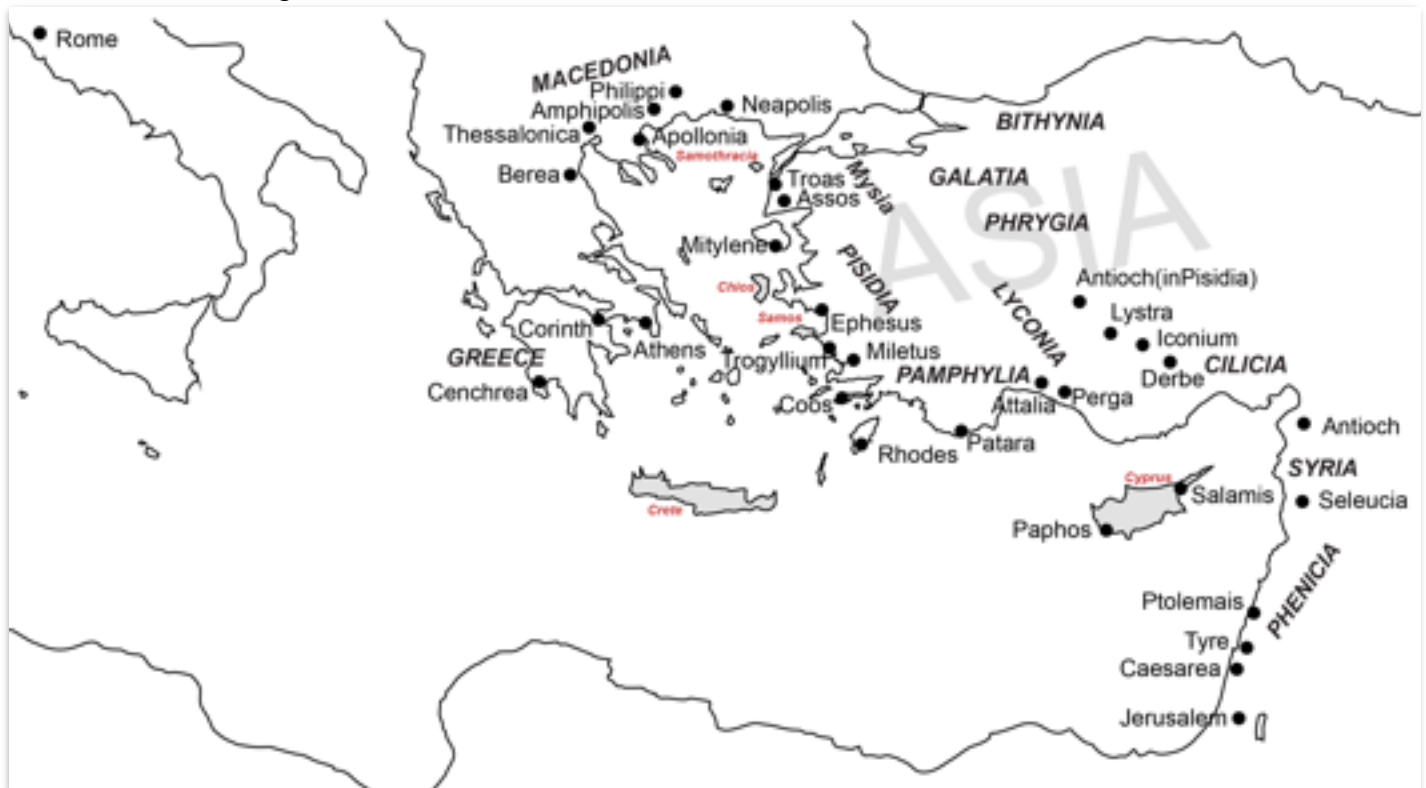 Rome
MACEDONIA
Philippi
Amphipolis
Neapolis
Thessalonica
Apollonia
Samothracia
Berea
BITHYNIA
GALATIA
Mysia
Troas
Assos
ASIA
PHRYGIA
Mitylene
PISIDIA
Chios
Samos
Antioch(inPisidia)
LYCONIA
Lystra
Iconium
Ephesus
Corinth
Athens
GREECE
Trogyllium
Miletus
Derbe
CILICIA
PAMPHYLIA
Cenchrea
Coos
Attalia
Perga
Antioch
Rhodes
Patara
SYRIA
Cyprus
Salamis
Seleucia
Crete
Paphos
PHENICIA
Ptolemais
Tyre
Caesarea
Jerusalem